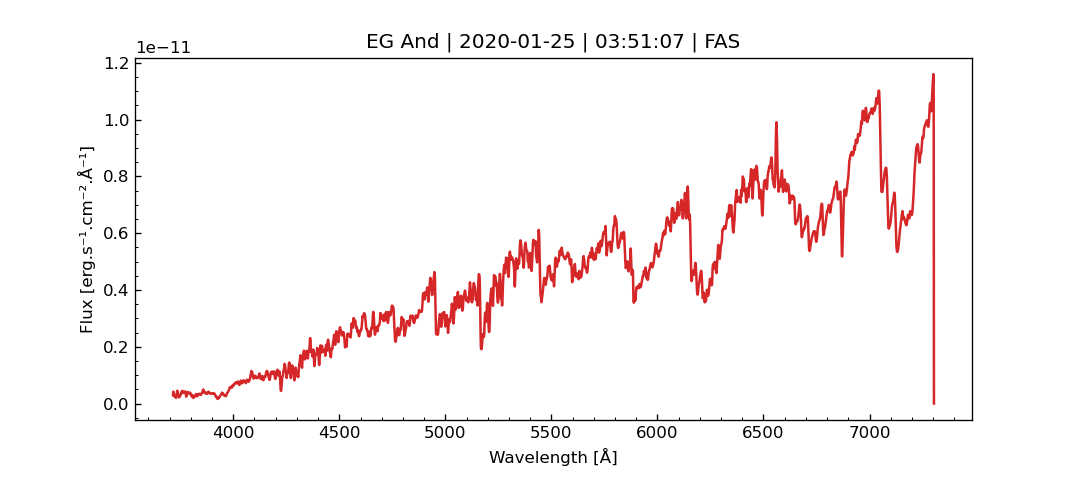 EG And | 2020-01-25 | 03:51:07 | FAS
1e−11
1.2
1.0
0.8
0.6
0.4
0.2
0.0
Flux [erg.s⁻¹.cm⁻².Å⁻¹]
4000 4500 5000 5500 6000 6500 7000
Wavelength [Å]